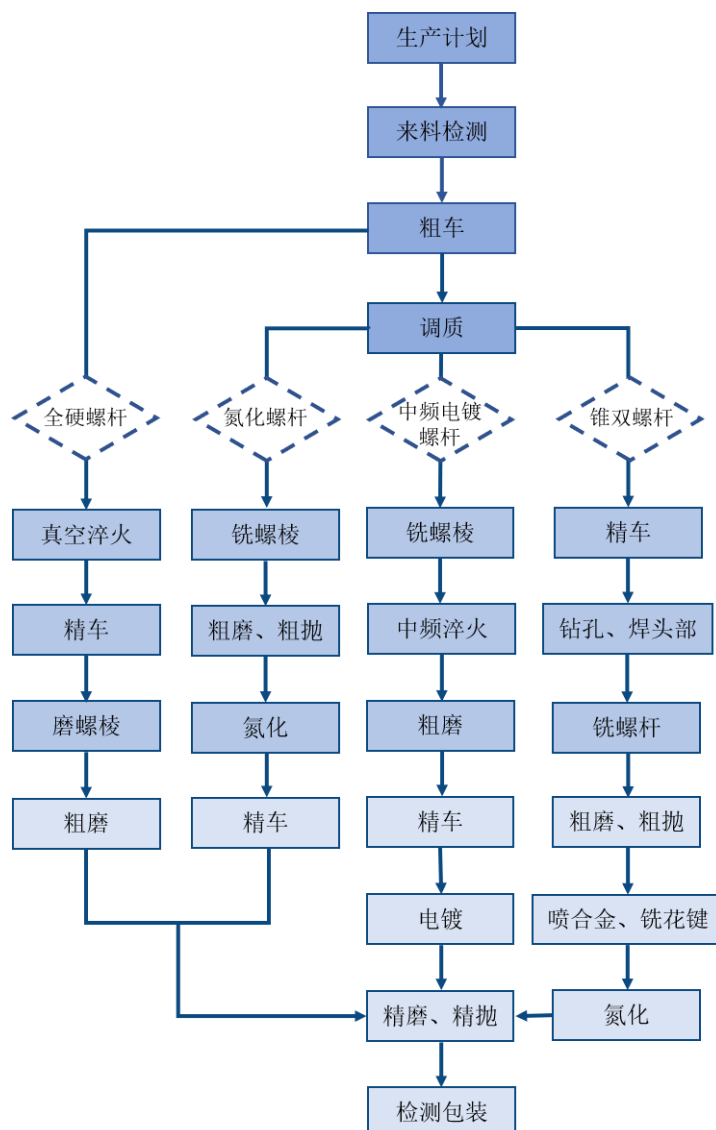 生产计划
来料检测
粗车
调质
全硬螺杆
氮化螺杆
中频电镀
螺杆
锥双螺杆
真空淬火
铣螺棱
铣螺棱
精车
精车
粗磨、粗抛
中频淬火
钻孔、焊头部
磨螺棱
氮化
粗磨
铣螺杆
粗磨
精车
精车
粗磨、粗抛
电镀
喷合金、铣花键
精磨、精抛
氮化
检测包装